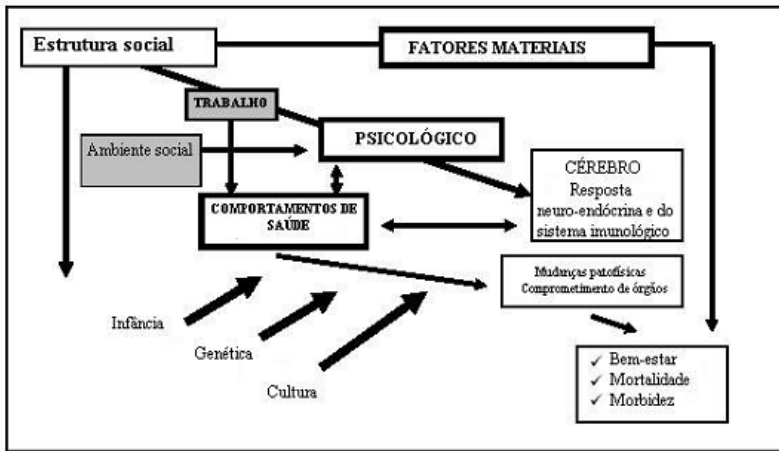 Estrutura social
FATORES MATERIAIS
TRABALHO
Ambiente social
PSICOLÓGICO
CÉREBRO
Resposta
neuro-endócrina e do
sistema imunológico
COMPORTAMENTOS DE
SAÚDE
Mudanças patofísicas
Comprometimento de órgãos
Infância
Genética
Cultura
✓ Bem-estar
✓ Mortalidade
✓ Morbidez